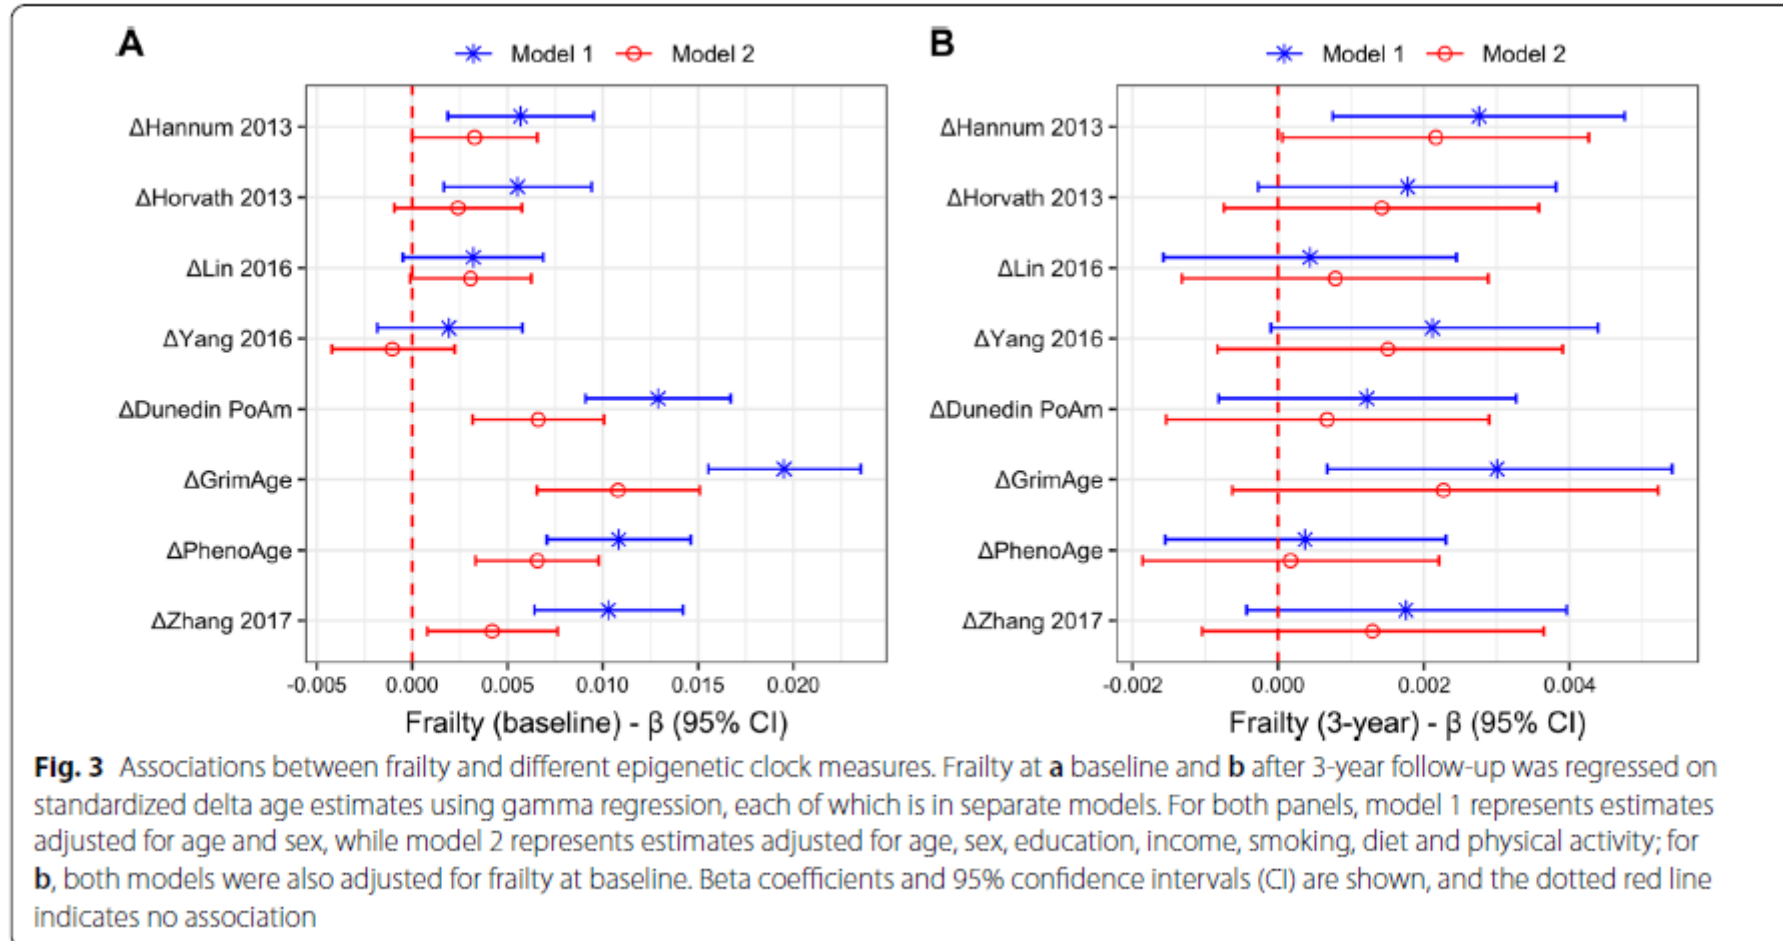 A
Model 1 Model 2
ΔHannum 2013
ΔHorvath 2013
ΔLin 2016
ΔYang 2016
ΔDunedin PoAm
ΔGrimAge
ΔPhenoAge
ΔZhang 2017
-0.005 0.000 0.005 0.010 0.015 0.020
Frailty (baseline) - β (95% CI)
B
Model 1 Model 2
ΔHannum 2013
ΔHorvath 2013
ΔLin 2016
ΔYang 2016
ΔDunedin PoAm
ΔGrimAge
ΔPhenoAge
ΔZhang 2017
-0.002 0.000 0.002 0.004
Frailty (3-year) - β (95% CI)
Fig. 3 Associations between frailty and different epigenetic clock measures. Frailty at a baseline and b after 3-year follow-up was regressed on
standardized delta age estimates using gamma regression, each of which is in separate models. For both panels, model 1 represents estimates
adjusted for age and sex, while model 2 represents estimates adjusted for age, sex, education, income, smoking, diet and physical activity; for
b, both models were also adjusted for frailty at baseline. Beta coefficients and 95% confidence intervals (CI) are shown, and the dotted red line
indicates no association